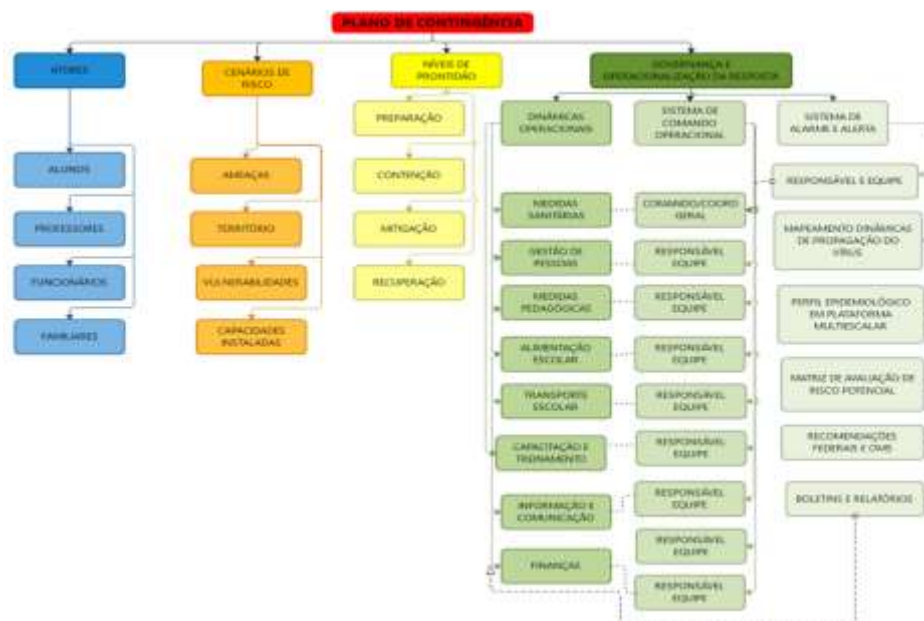 PLANO DE CONTINGÊNCIA
ATORES
CENÁRIOS DE
RISCO
NÍVEIS DE
PRONTIDÃO
GOVERNANÇA E
OPERACIONALIZAÇÃO DA RESPOSTA
ALUNOS
PROFESSORES
FUNCIONÁRIOS
FAMILIARES
AMEAÇAS
TERRITÓRIO
VULNERABILIDADES
CAPACIDADES
INSTALADAS
PREPARAÇÃO
CONTENÇÃO
MITIGAÇÃO
RECUPERAÇÃO
DINÂMICAS
OPERACIONAIS
MEDIDAS
SANITÁRIAS
GESTÃO DE
PESSOAS
MEDIDAS
PEDAGÓGICAS
ALIMENTAÇÃO
ESCOLAR
TRANSPORTE
ESCOLAR
CAPACITAÇÃO E
TREINAMENTO
INFORMAÇÃO E
COMUNICAÇÃO
FINANÇAS
SISTEMA DE
COMANDO
OPERACIONAL
COMANDO/COORD
GERAL
RESPONSÁVEL
EQUIPE
RESPONSÁVEL
EQUIPE
RESPONSÁVEL
EQUIPE
RESPONSÁVEL
EQUIPE
RESPONSÁVEL
EQUIPE
RESPONSÁVEL
EQUIPE
RESPONSÁVEL
EQUIPE
RESPONSÁVEL
EQUIPE
SISTEMA DE
ALARME E ALERTA
RESPONSÁVEL E EQUIPE
MAPEAMENTO DINÂMICAS
DE PROPAGAÇÃO DO
VÍRUS
PERFIL EPIDEMIOLÓGICO
EM PLATAFORMA
MULTIESCALAR
MATRIZ DE AVALIAÇÃO DE
RISCO POTENCIAL
RECOMENDAÇÕES
FEDERAIS E OMS
BOLETINS E RELATÓRIOS